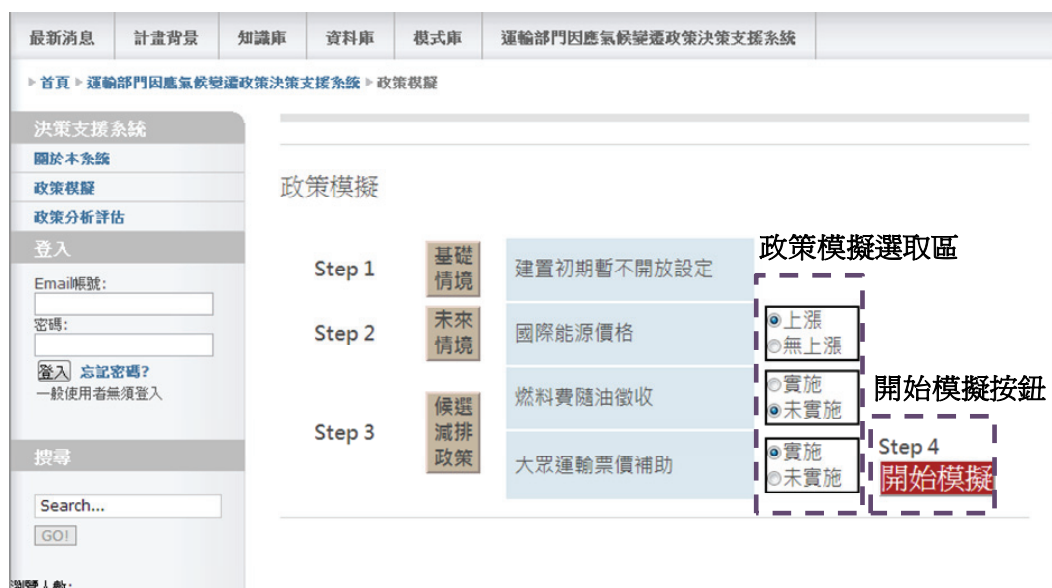 最新消息 計畫背景 知識庫 資料庫 模式庫 運輸部門因應氣候變遷政策決策支援系統
首頁 運輸部門因應氣候變遷政策決策支援系統 政策模擬
決策支援系統
關於本系統
政策模擬
政策分析評估
登入
Email帳號:
密碼:
登入 忘記密碼?
一般使用者無須登入
搜尋
Search...
GO!
瀏覽人數:
政策模擬
政策模擬選取區
Step 1
基礎
情境
建置初期暫不開放設定
Step 2
未來
情境
國際能源價格
上漲
無上漲
Step 3
候選
減排
政策
燃料費隨油徵收
實施
未實施
大眾運輸票價補助
實施
未實施
開始模擬按鈕
Step 4
開始模擬